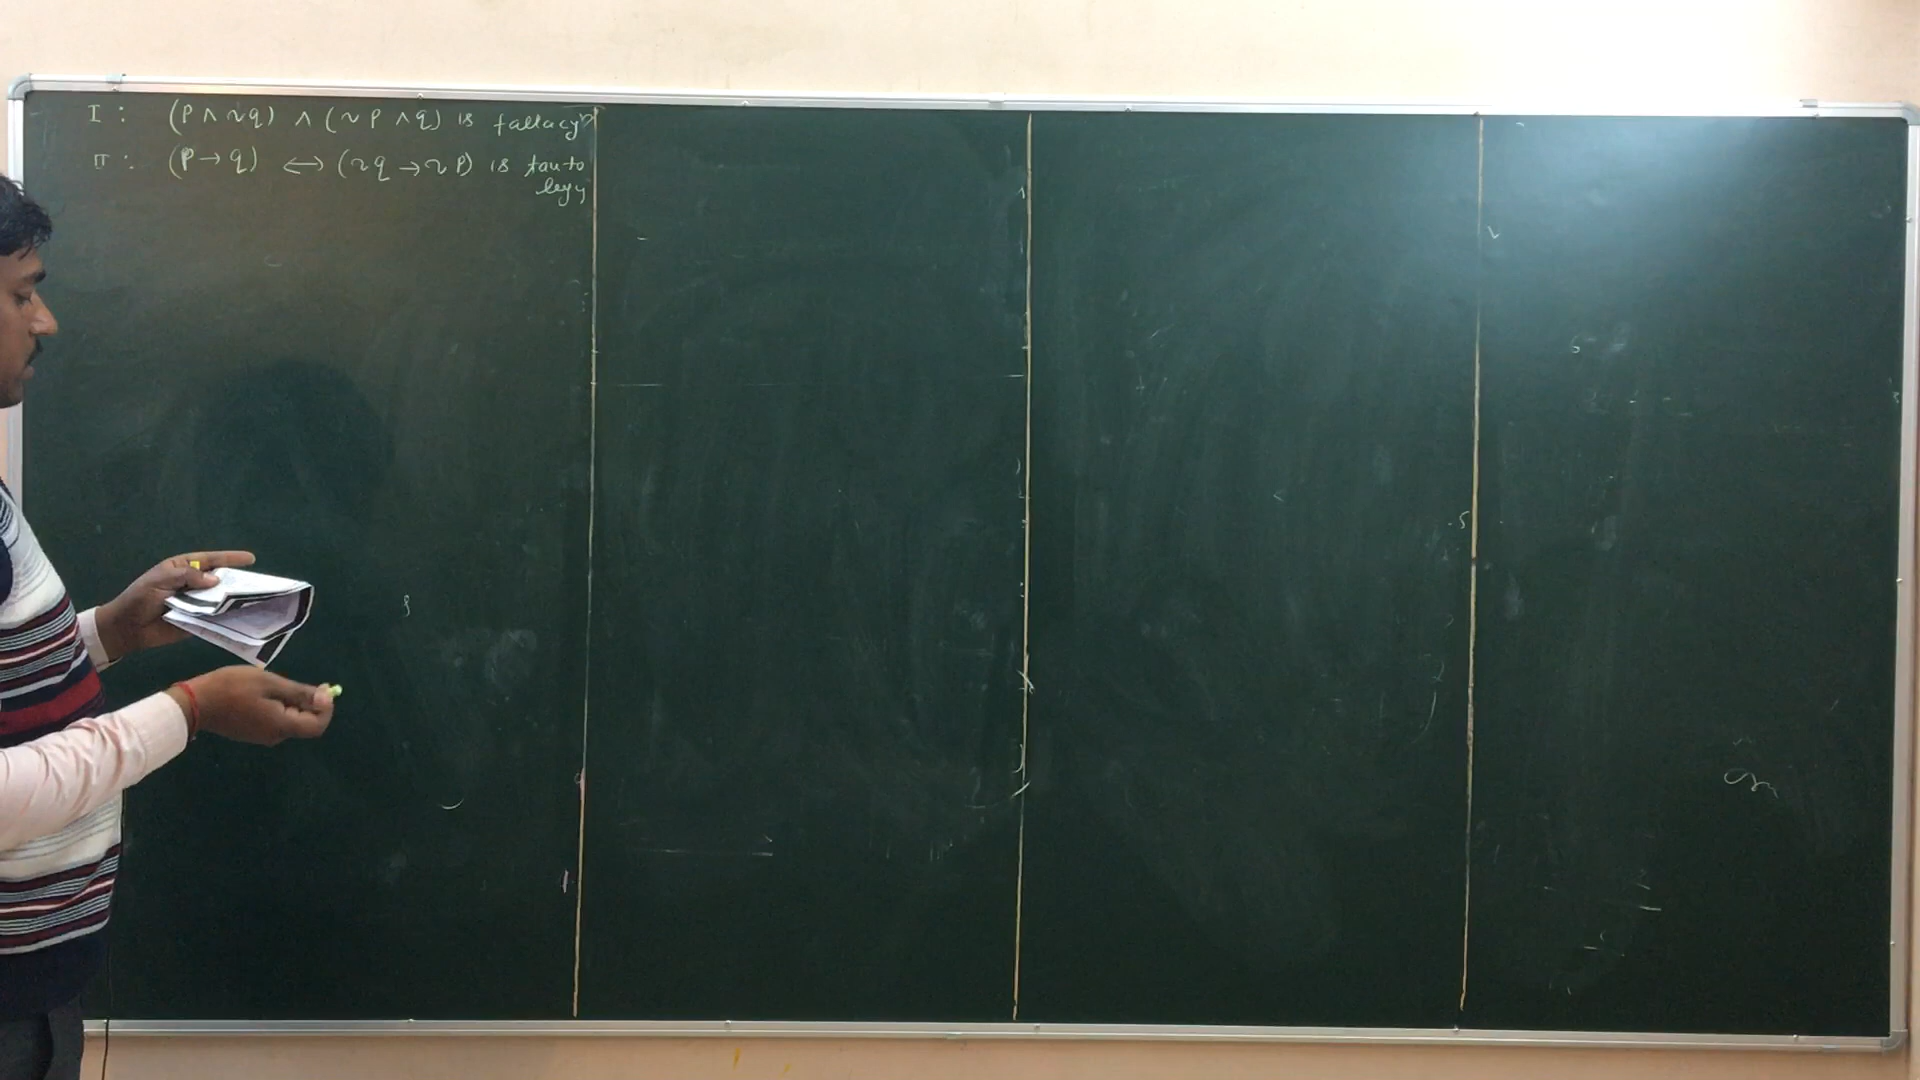 I : (P ∧ ~q) ∧ (~P ∧ q) is fallacy
II : (P → q) ↔ (~q → ~P) is tauto
logy